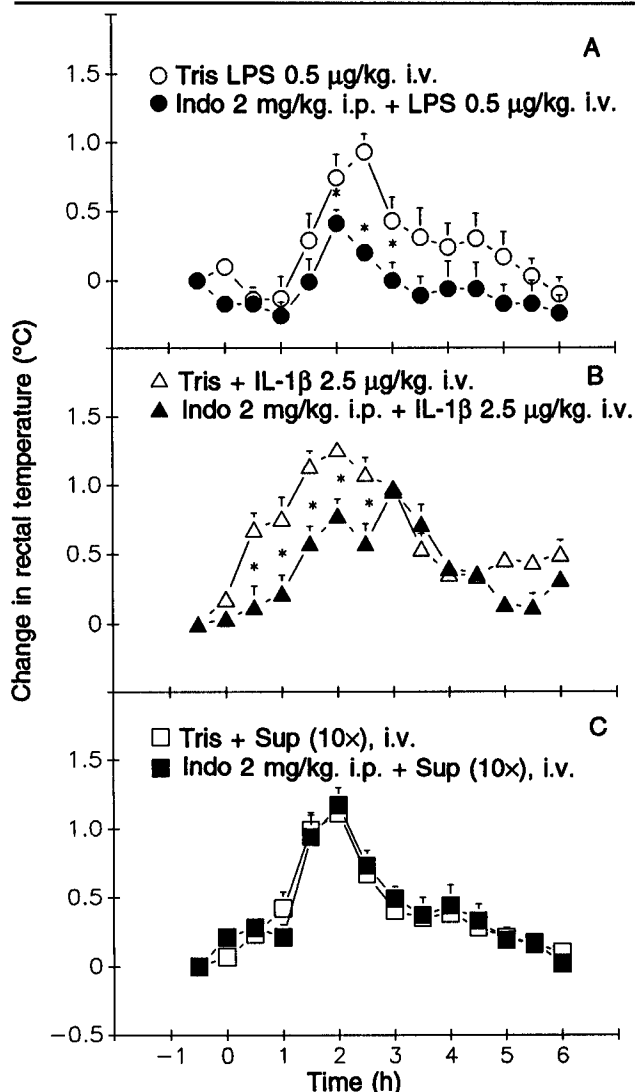 A
1.5
Tris LPS 0.5 µg/kg. i.v.
Indo 2 mg/kg. i.p. + LPS 0.5 µg/kg. i.v.
1.0
*
0.5
*
*
0
B
Tris + IL-1β 2.5 µg/kg. i.v.
1.5
Indo 2 mg/kg. i.p. + IL-1β 2.5 µg/kg. i.v.
1.0
*
*
*
0.5
*
*
*
0
Change in rectal temperature (°C)
C
Tris + Sup (10×), i.v.
1.5
Indo 2 mg/kg. i.p. + Sup (10×), i.v.
1.0
0.5
0
−0.5
−1 0 1 2 3 4 5 6
Time (h)